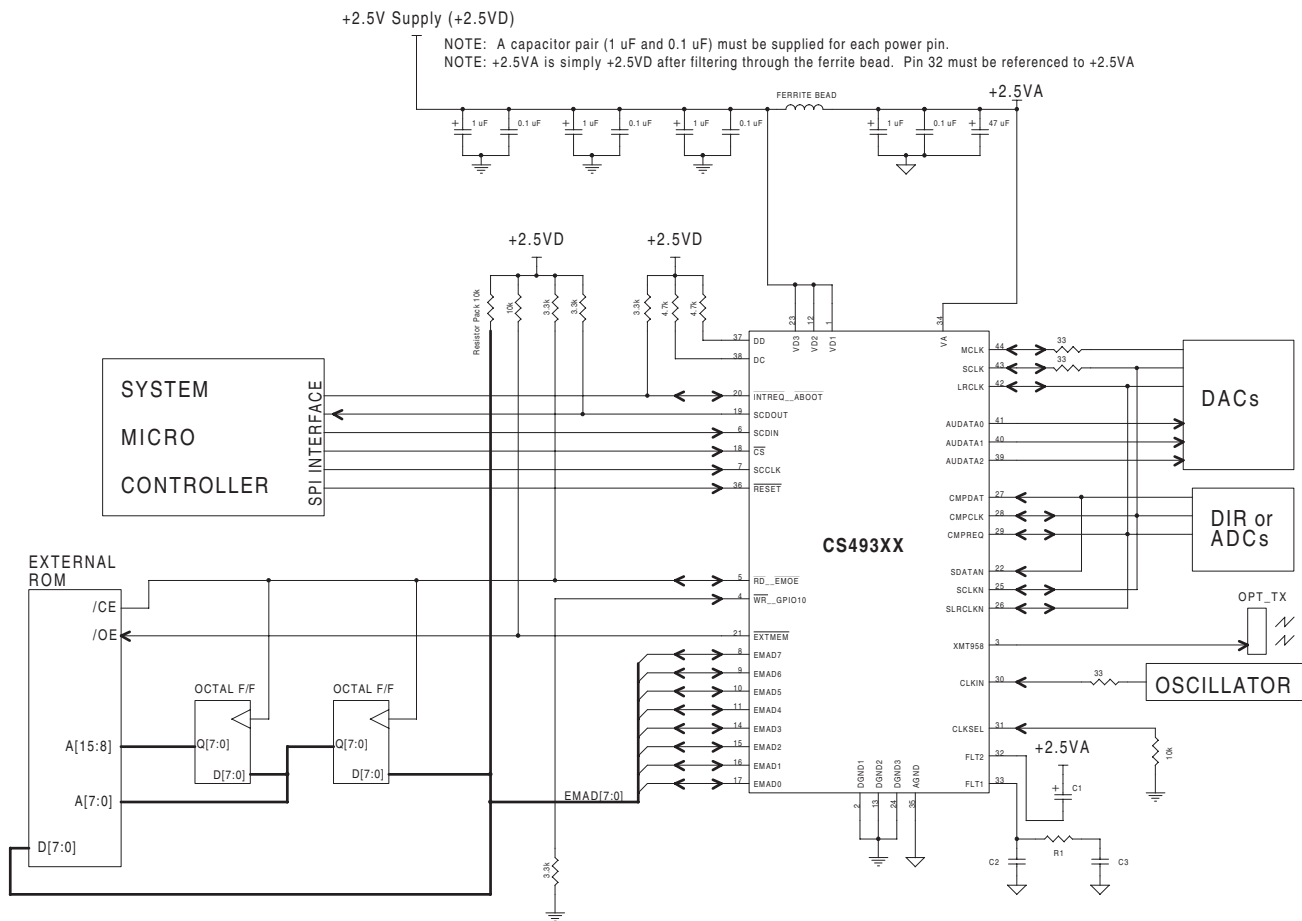 +2.5V Supply (+2.5VD)
NOTE: A capacitor pair (1 uF and 0.1 uF) must be supplied for each power pin.
NOTE: +2.5VA is simply +2.5VD after filtering through the ferrite bead. Pin 32 must be referenced to +2.5VA
FERRITE BEAD
+2.5VA
+ 1 uF
0.1 uF
+ 1 uF
0.1 uF
+ 1 uF
0.1 uF
+ 1 uF
0.1 uF
+ 47 uF
+2.5VD
+2.5VD
Resistor Pack 10k
10k
3.3k
3.3k
3.3k
4.7k
4.7k
23
12
1
34
VD3
VD2
VD1
VA
SYSTEM
MICRO
CONTROLLER
SPI INTERFACE
37 DD
38 DC
20 INTREQ__ABOOT
19 SCDOUT
6 SCDIN
18 CS
7 SCCLK
36 RESET
CS493XX
5 RD__EMOE
4 WR__GPIO10
21 EXTMEM
8 EMAD7
9 EMAD6
10 EMAD5
11 EMAD4
14 EMAD3
15 EMAD2
16 EMAD1
17 EMAD0
MCLK 44 33
SCLK 43 33
LRCLK 42
AUDATA0 41
AUDATA1 40
AUDATA2 39
DACs
CMPDAT 27
CMPCLK 28
CMPREQ 29
DIR or
ADCs
SDATAN 22
SCLKN 25
SLRCLKN 26
OPT_TX
XMT958 3
CLKIN 30 33
OSCILLATOR
CLKSEL 31
10k
+2.5VA
FLT2 32
+ C1
FLT1 33
C2
R1
C3
DGND1
DGND2
DGND3
AGND
2
13
24
35
EXTERNAL
ROM
/CE
/OE
A[15:8]
A[7:0]
D[7:0]
OCTAL F/F
Q[7:0]
D[7:0]
OCTAL F/F
Q[7:0]
D[7:0]
EMAD[7:0]
3.3k